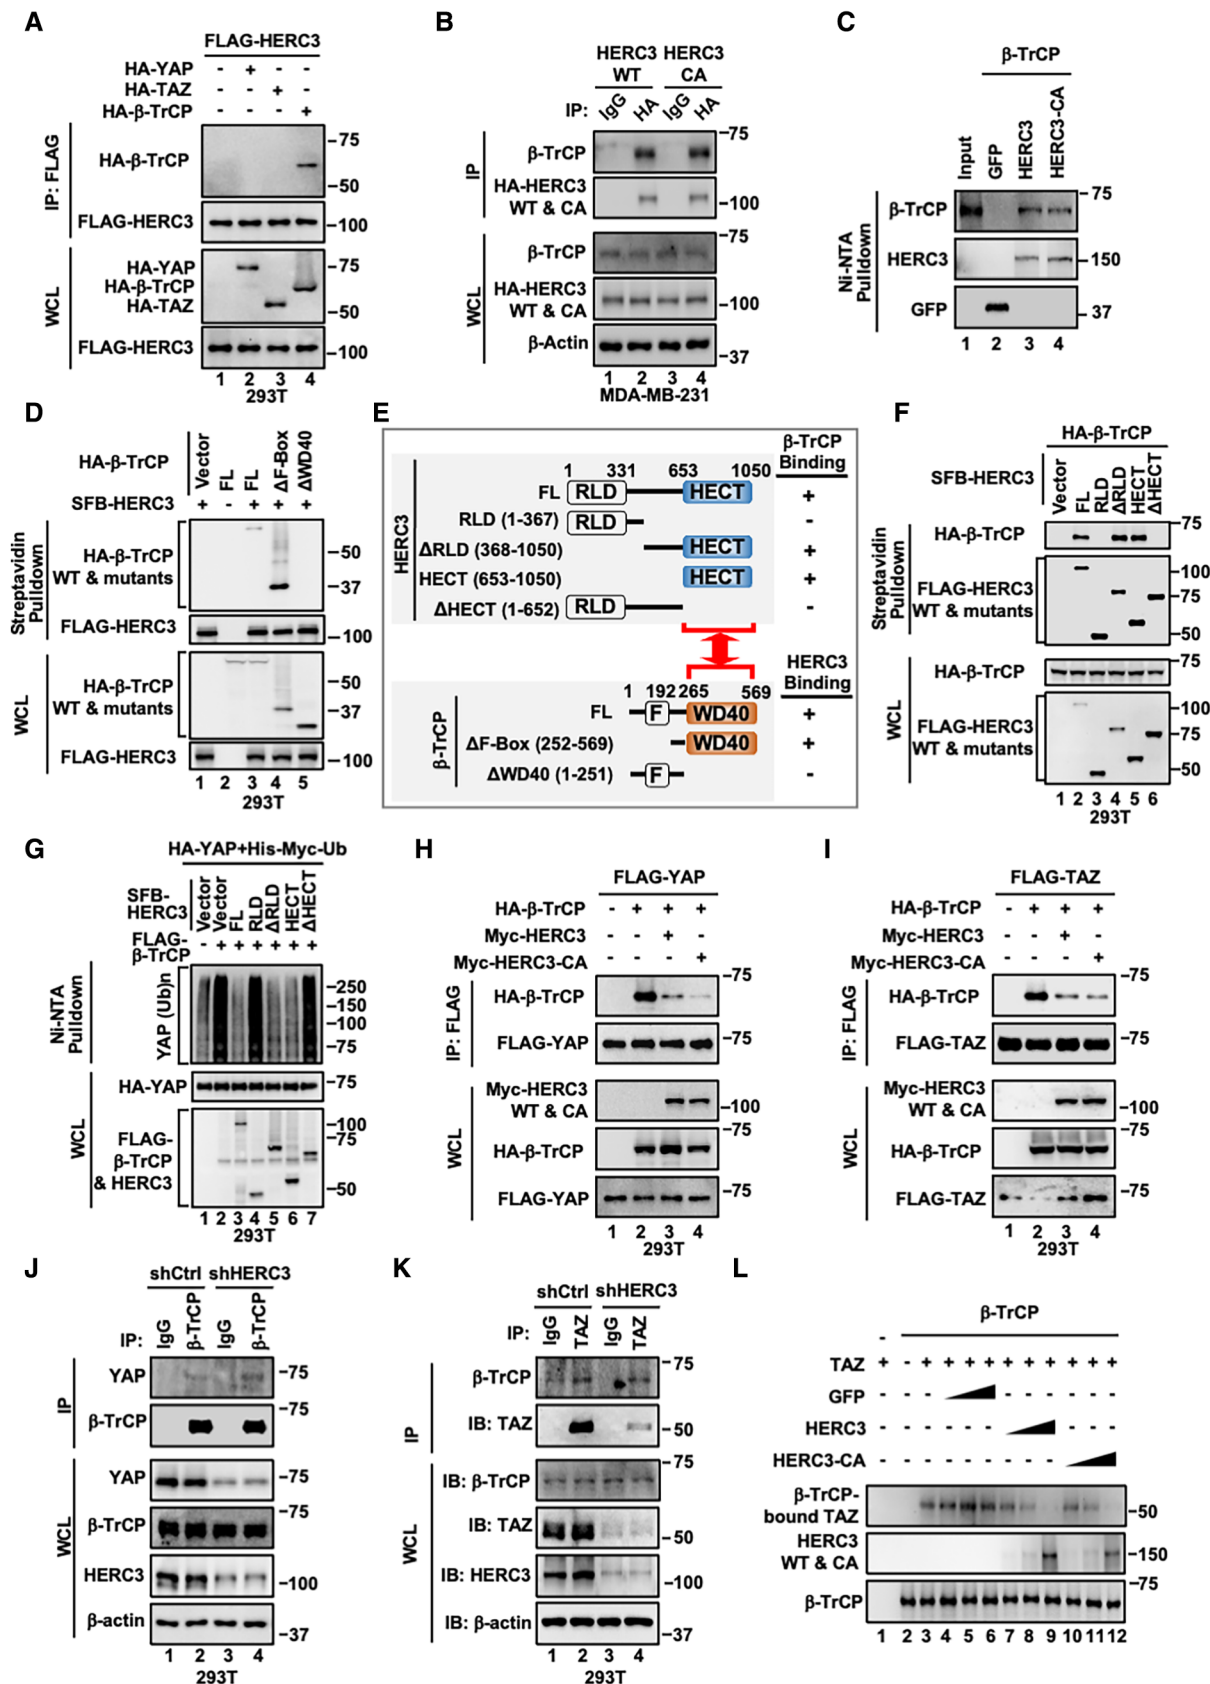 A
FLAG-HERC3
HA-YAP - + - -
HA-TAZ - - + -
HA-β-TrCP - - - +
IP: FLAG
HA-β-TrCP
-75
-50
FLAG-HERC3 -100
WCL
HA-YAP -75
HA-β-TrCP
HA-TAZ -50
FLAG-HERC3 -100
1 2 3 4
293T
B
HERC3 HERC3
WT CA
IP: IgG HA IgG HA
IP
-75
β-TrCP
HA-HERC3
WT & CA -100
WCL
-75
β-TrCP
HA-HERC3
WT & CA -100
β-Actin
-37
1 2 3 4
MDA-MB-231
C
β-TrCP
Input GFP HERC3 HERC3-CA
Ni-NTA
Pulldown
-75
β-TrCP
HERC3 -150
GFP -37
1 2 3 4
D
HA-β-TrCP Vector FL FL ΔF-Box ΔWD40
SFB-HERC3 + - + + +
Streptavidin
Pulldown
HA-β-TrCP
WT & mutants
-50
-37
FLAG-HERC3 -100
WCL
HA-β-TrCP
WT & mutants
-50
-37
FLAG-HERC3 -100
1 2 3 4 5
293T
E
β-TrCP
Binding
HERC3
1 331 653 1050
FL RLD HECT +
RLD (1-367) RLD -
ΔRLD (368-1050) HECT +
HECT (653-1050) HECT +
ΔHECT (1-652) RLD -
HERC3
Binding
β-TrCP
1 192 265 569
FL F WD40 +
ΔF-Box (252-569) WD40 +
ΔWD40 (1-251) F -
F
HA-β-TrCP
SFB-HERC3 Vector FL RLD ΔRLD HECT ΔHECT
Streptavidin
Pulldown
-75
HA-β-TrCP
FLAG-HERC3
WT & mutants
-100
-75
-50
WCL
HA-β-TrCP -75
FLAG-HERC3
WT & mutants
-100
-75
-50
1 2 3 4 5 6
293T
G
HA-YAP+His-Myc-Ub
SFB-
HERC3 Vector Vector FL RLD ΔRLD HECT ΔHECT
FLAG-
β-TrCP - + + + + + +
Ni-NTA
Pulldown
YAP (Ub)n
-250
-150
-100
-75
WCL
HA-YAP -75
FLAG-
β-TrCP
& HERC3
-100
-75
-50
1 2 3 4 5 6 7
293T
H
FLAG-YAP
HA-β-TrCP - + + +
Myc-HERC3 - - + -
Myc-HERC3-CA - - - +
IP: FLAG
-75
HA-β-TrCP
FLAG-YAP -75
WCL
Myc-HERC3
WT & CA -100
-75
HA-β-TrCP
FLAG-YAP -75
1 2 3 4
293T
I
FLAG-TAZ
HA-β-TrCP - + + +
Myc-HERC3 - - + -
Myc-HERC3-CA - - - +
IP: FLAG
-75
HA-β-TrCP
FLAG-TAZ -75
WCL
Myc-HERC3
WT & CA -100
-75
HA-β-TrCP
FLAG-TAZ -75
1 2 3 4
293T
J
shCtrl shHERC3
IP: IgG β-TrCP IgG β-TrCP
IP
YAP -75
β-TrCP -75
WCL
YAP -75
-75
β-TrCP
HERC3 -100
β-actin
-37
1 2 3 4
293T
K
shCtrl shHERC3
IP: IgG TAZ IgG TAZ
IP
-75
β-TrCP
IB: TAZ -50
WCL
-75
IB: β-TrCP
IB: TAZ -50
IB: HERC3 -100
IB: β-actin
-37
1 2 3 4
293T
L
β-TrCP
-
TAZ + - + + + + + + + + + +
GFP - - - - - - - - -
HERC3 - - - - - - - - -
HERC3-CA - - - - - - - - -
β-TrCP-
bound TAZ -50
HERC3
WT & CA -150
-75
β-TrCP
1 2 3 4 5 6 7 8 9 10 11 12